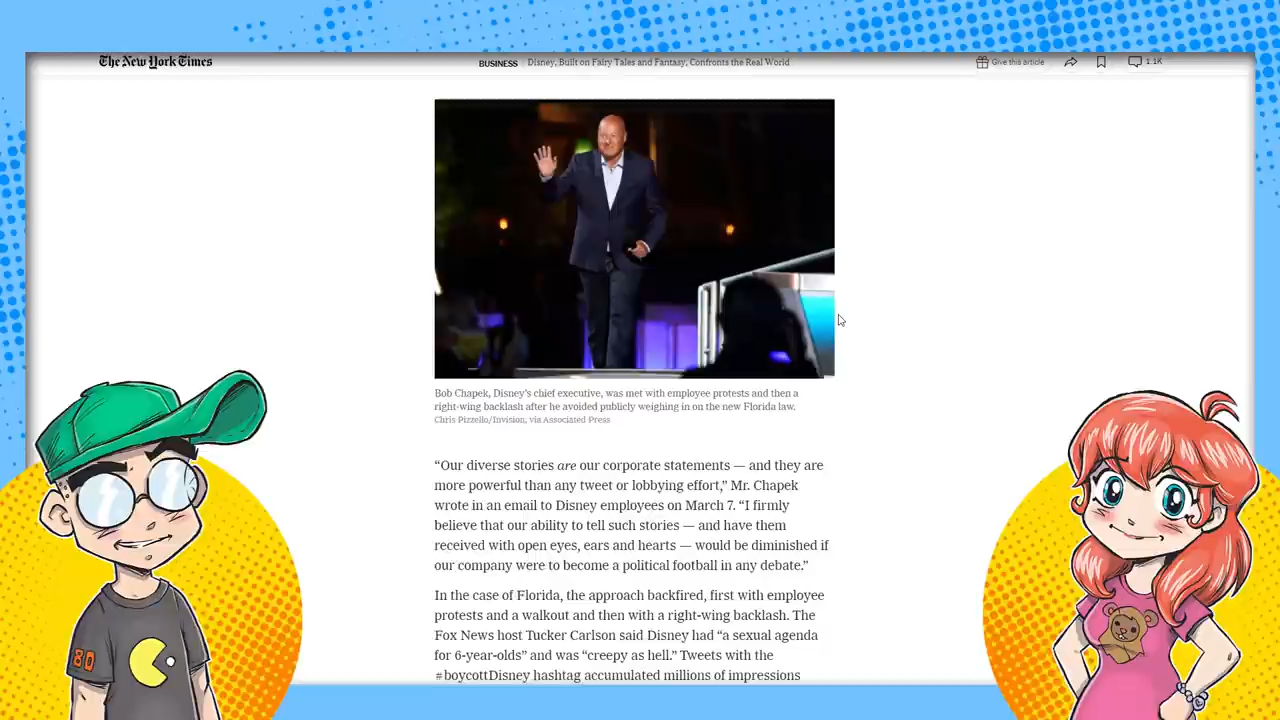 The New York Times
BUSINESS
Disney, Built on Fairy Tales and Fantasy, Confronts the Real World
Give this article
1.1K
Bob Chapek, Disney’s chief executive, was met with employee protests and then a
right-wing backlash after he avoided publicly weighing in on the new Florida law.
Chris Pizzello/Invision, via Associated Press
“Our diverse stories are our corporate statements — and they are
more powerful than any tweet or lobbying effort,” Mr. Chapek
wrote in an email to Disney employees on March 7. “I firmly
believe that our ability to tell such stories — and have them
received with open eyes, ears and hearts — would be diminished if
our company were to become a political football in any debate.”
In the case of Florida, the approach backfired, first with employee
protests and a walkout and then with a right-wing backlash. The
Fox News host Tucker Carlson said Disney had “a sexual agenda
for 6-year-olds” and was “creepy as hell.” Tweets with the
#boycottDisney hashtag accumulated millions of impressions
80